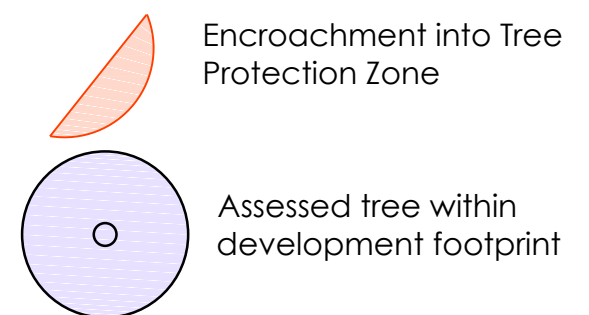 Encroachment into Tree
Protection Zone
Assessed tree within
development footprint